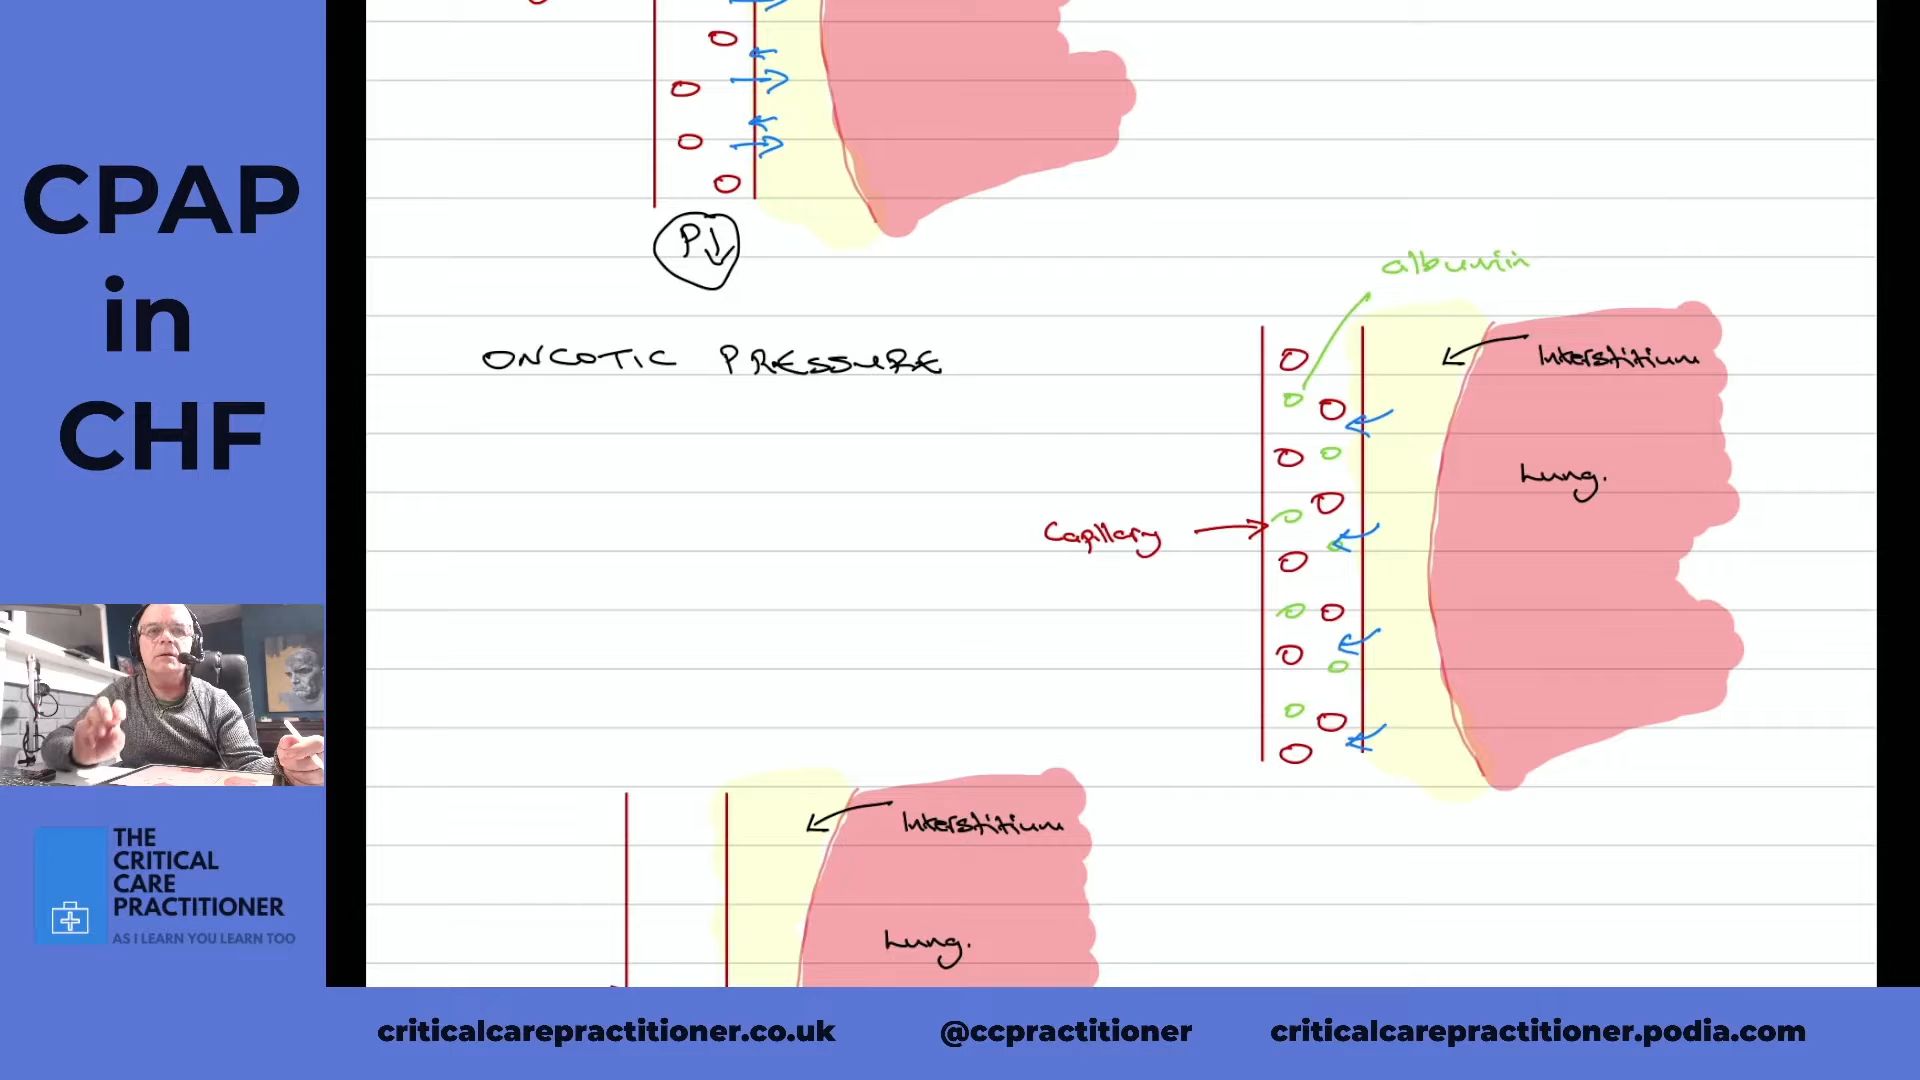 CPAP
in
CHF
P↓
albumin
ONCOTIC PRESSURE
Interstitium
Lung.
Capillary
Interstitium
Lung.
THE
CRITICAL
CARE
PRACTITIONER
AS I LEARN YOU LEARN TOO
criticalcarepractitioner.co.uk
@ccpractitioner
criticalcarepractitioner.podia.com